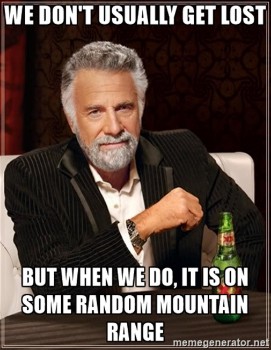 WE DON'T USUALLY GET LOST
BUT WHEN WE DO, IT IS ON
SOME RANDOM MOUNTAIN
RANGE
memegenerator.net